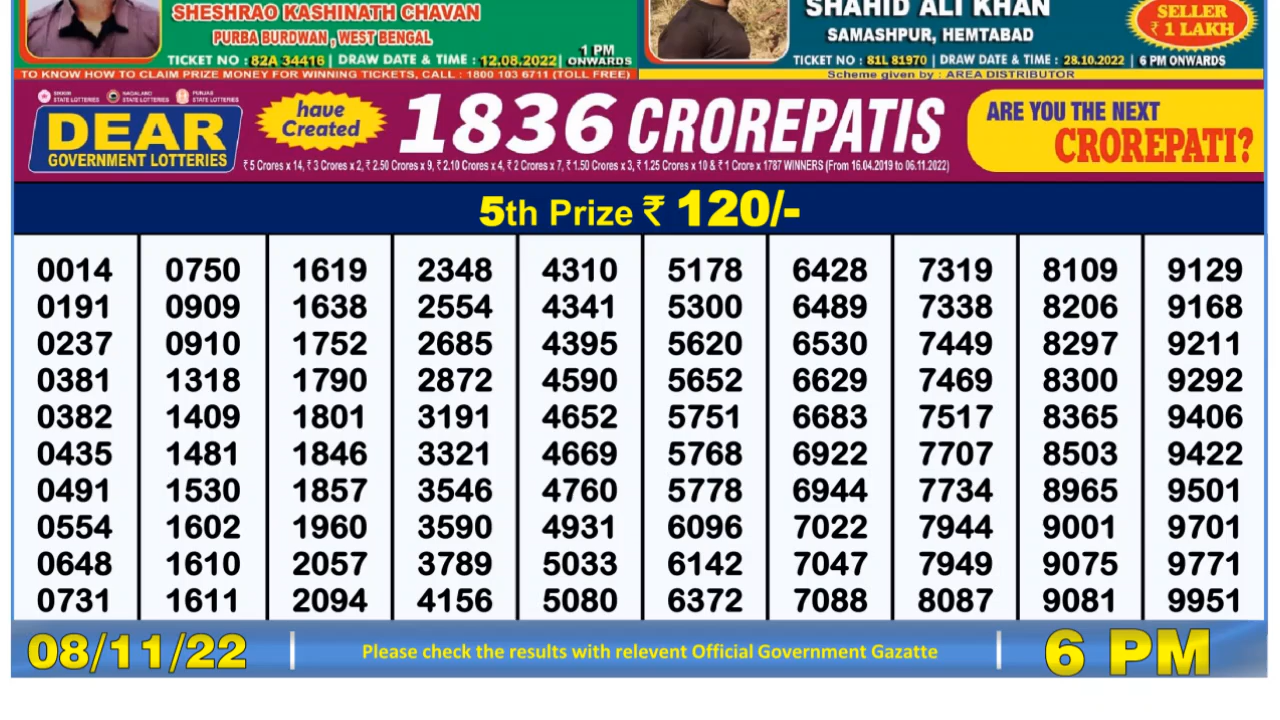 SHESHRAO KASHINATH CHAVAN
PURBA BURDWAN , WEST BENGAL
TICKET NO : 82A 34416 | DRAW DATE & TIME : 12.08.2022 | 1 PM ONWARDS
TO KNOW HOW TO CLAIM PRIZE MONEY FOR WINNING TICKETS, CALL : 1800 103 6711 (TOLL FREE)
SHAHID ALI KHAN
SAMASHPUR, HEMTABAD
TICKET NO : 81L 81970 | DRAW DATE & TIME : 28.10.2022 | 6 PM ONWARDS
Scheme given by : AREA DISTRIBUTOR
SELLER
₹ 1 LAKH
SIKKIM STATE LOTTERIES NAGALAND STATE LOTTERIES PUNJAB STATE LOTTERIES
DEAR
GOVERNMENT LOTTERIES
have
Created
1836 CROREPATIS
₹ 5 Crores x 14, ₹ 3 Crores x 2, ₹ 2.50 Crores x 9, ₹ 2.10 Crores x 4, ₹ 2 Crores x 7, ₹ 1.50 Crores x 3, ₹ 1.25 Crores x 10 & ₹ 1 Crore x 1787 WINNERS (From 16.04.2019 to 06.11.2022)
ARE YOU THE NEXT
CROREPATI?
5th Prize ₹ 120/-
0014 0750 1619 2348 4310 5178 6428 7319 8109 9129
0191 0909 1638 2554 4341 5300 6489 7338 8206 9168
0237 0910 1752 2685 4395 5620 6530 7449 8297 9211
0381 1318 1790 2872 4590 5652 6629 7469 8300 9292
0382 1409 1801 3191 4652 5751 6683 7517 8365 9406
0435 1481 1846 3321 4669 5768 6922 7707 8503 9422
0491 1530 1857 3546 4760 5778 6944 7734 8965 9501
0554 1602 1960 3590 4931 6096 7022 7944 9001 9701
0648 1610 2057 3789 5033 6142 7047 7949 9075 9771
0731 1611 2094 4156 5080 6372 7088 8087 9081 9951
08/11/22 Please check the results with relevent Official Government Gazatte 6 PM